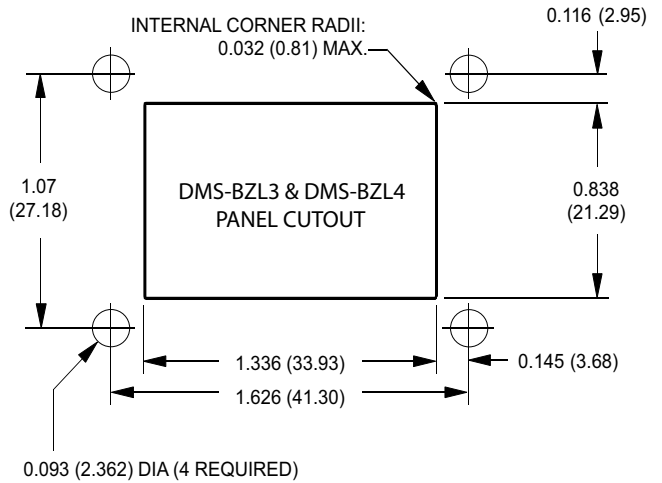 INTERNAL CORNER RADII:
0.032 (0.81) MAX.
0.116 (2.95)
1.07
(27.18)
DMS-BZL3 & DMS-BZL4
PANEL CUTOUT
0.838
(21.29)
1.336 (33.93)
0.145 (3.68)
1.626 (41.30)
0.093 (2.362) DIA (4 REQUIRED)